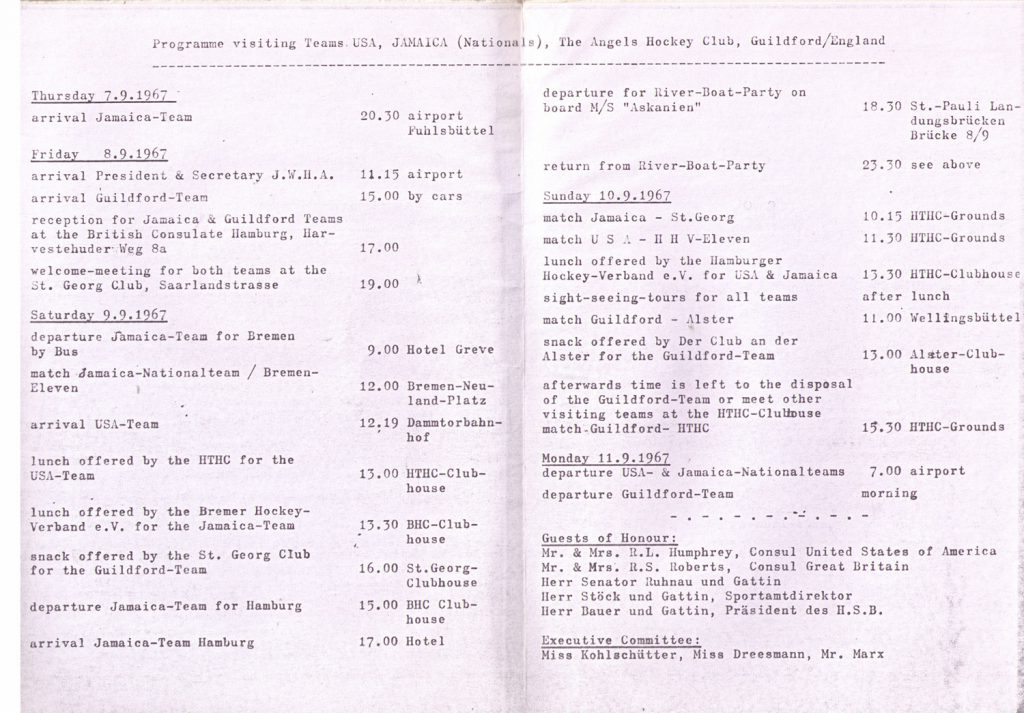 Programme visiting Teams USA, JAMAICA (Nationals), The Angels Hockey Club, Guildford/England
Thursday 7.9.1967
arrival Jamaica-Team 20.30 airport
Fuhlsbüttel
Friday 8.9.1967
arrival President & Secretary J.W.H.A. 11.15 airport
arrival Guildford-Team 15.00 by cars
reception for Jamaica & Guildford Teams
at the British Consulate Hamburg, Har-
vestehuder Weg 8a 17.00
welcome-meeting for both teams at the
St. Georg Club, Saarlandstrasse 19.00
Saturday 9.9.1967
departure Jamaica-Team for Bremen
by Bus 9.00 Hotel Greve
match Jamaica-Nationalteam / Bremen-
Eleven 12.00 Bremen-Neu-
land-Platz
arrival USA-Team 12.19 Dammtorbahn-
hof
lunch offered by the HTHC for the
USA-Team 13.00 HTHC-Club-
house
lunch offered by the Bremer Hockey-
Verband e.V. for the Jamaica-Team 13.30 BHC-Club-
house
snack offered by the St. Georg Club
for the Guildford-Team 16.00 St.Georg-
Clubhouse
departure Jamaica-Team for Hamburg 15.00 BHC Club-
house
arrival Jamaica-Team Hamburg 17.00 Hotel
departure for River-Boat-Party on
board M/S "Askanien" 18.30 St.-Pauli Lan-
dungsbrücken
Brücke 8/9
return from River-Boat-Party 23.30 see above
Sunday 10.9.1967
match Jamaica - St.Georg 10.15 HTHC-Grounds
match U S A - H H V-Eleven 11.30 HTHC-Grounds
lunch offered by the Hamburger
Hockey-Verband e.V. for USA & Jamaica 13.30 HTHC-Clubhouse
sight-seeing-tours for all teams after lunch
match Guildford - Alster 11.00 Wellingsbüttel
snack offered by Der Club an der
Alster for the Guildford-Team 13.00 Alster-Club-
house
afterwards time is left to the disposal
of the Guildford-Team or meet other
visiting teams at the HTHC-Clubhouse
match Guildford- HTHC 15.30 HTHC-Grounds
Monday 11.9.1967
departure USA- & Jamaica-Nationalteams 7.00 airport
departure Guildford-Team morning
Guests of Honour:
Mr. & Mrs. R.L. Humphrey, Consul United States of America
Mr. & Mrs. R.S. Roberts, Consul Great Britain
Herr Senator Ruhnau und Gattin
Herr Stöck und Gattin, Sportamtdirektor
Herr Bauer und Gattin, Präsident des H.S.B.
Executive Committee:
Miss Kohlschütter, Miss Dreesmann, Mr. Marx